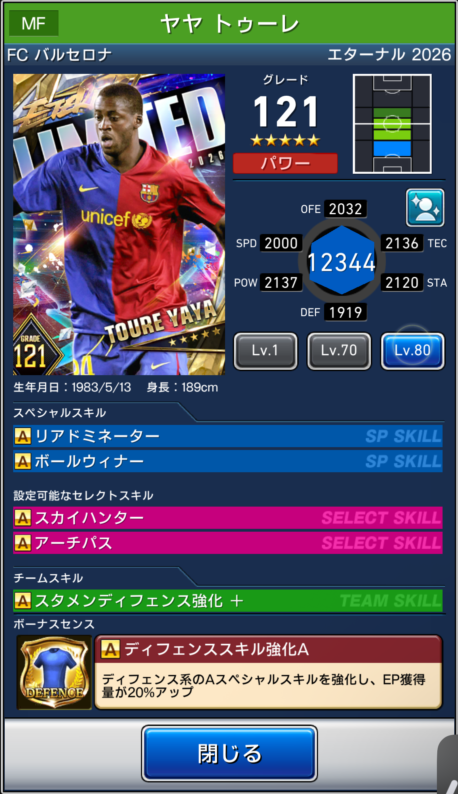 MF
ヤヤ トゥーレ
FC バルセロナ
エターナル 2026
グレード
121
★★★★★
パワー
UNITED
2026
unicef
TOURE YAYA
★★★★★
GRADE
121
OFE 2032
SPD 2000
2136 TEC
12344
POW 2137
2120 STA
DEF 1919
Lv.1
Lv.70
Lv.80
生年月日：1983/5/13 身長：189cm
スペシャルスキル
A リアドミネーター SP SKILL
A ボールウィナー SP SKILL
設定可能なセレクトスキル
A スカイハンター SELECT SKILL
A アーチパス SELECT SKILL
チームスキル
A スタメンディフェンス強化 ＋ TEAM SKILL
ボーナスセンス
DEFENCE
A ディフェンススキル強化A
ディフェンス系のAスペシャルスキルを強化し、EP獲得
量が20%アップ
閉じる